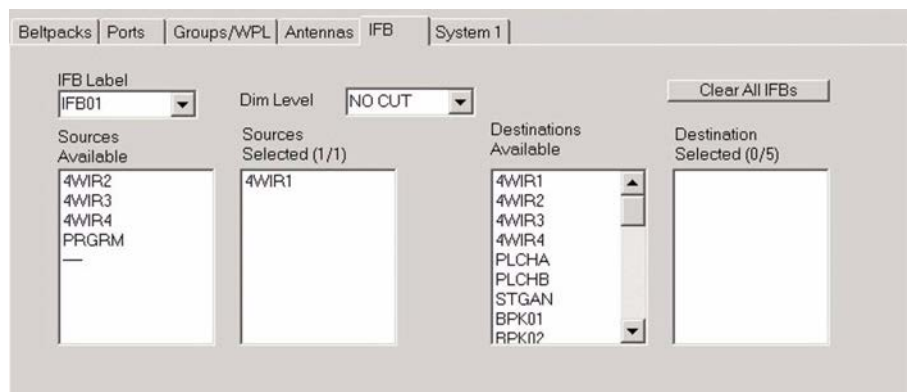 Beltpacks Ports Groups/WPL Antennas IFB System 1
IFB Label
IFB01
Dim Level NO CUT
Clear All IFBs
Sources
Available
4WIR2
4WIR3
4WIR4
PRGRM
—
Sources
Selected (1/1)
4WIR1
Destinations
Available
4WIR1
4WIR2
4WIR3
4WIR4
PLCHA
PLCHB
STGAN
BPK01
BPK02
Destination
Selected (0/5)